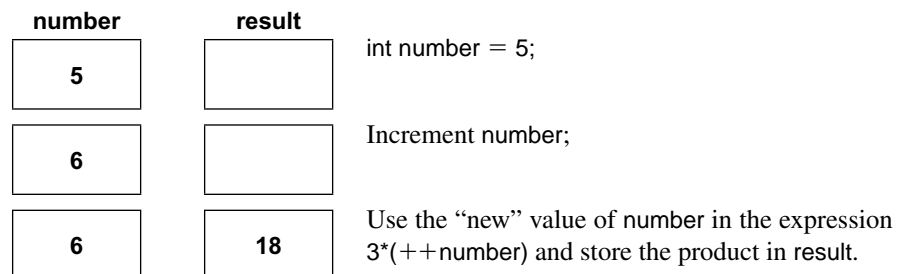 number result
5 int number = 5;
6 Increment number;
6 18 Use the “new” value of number in the expression
3*(++number) and store the product in result.